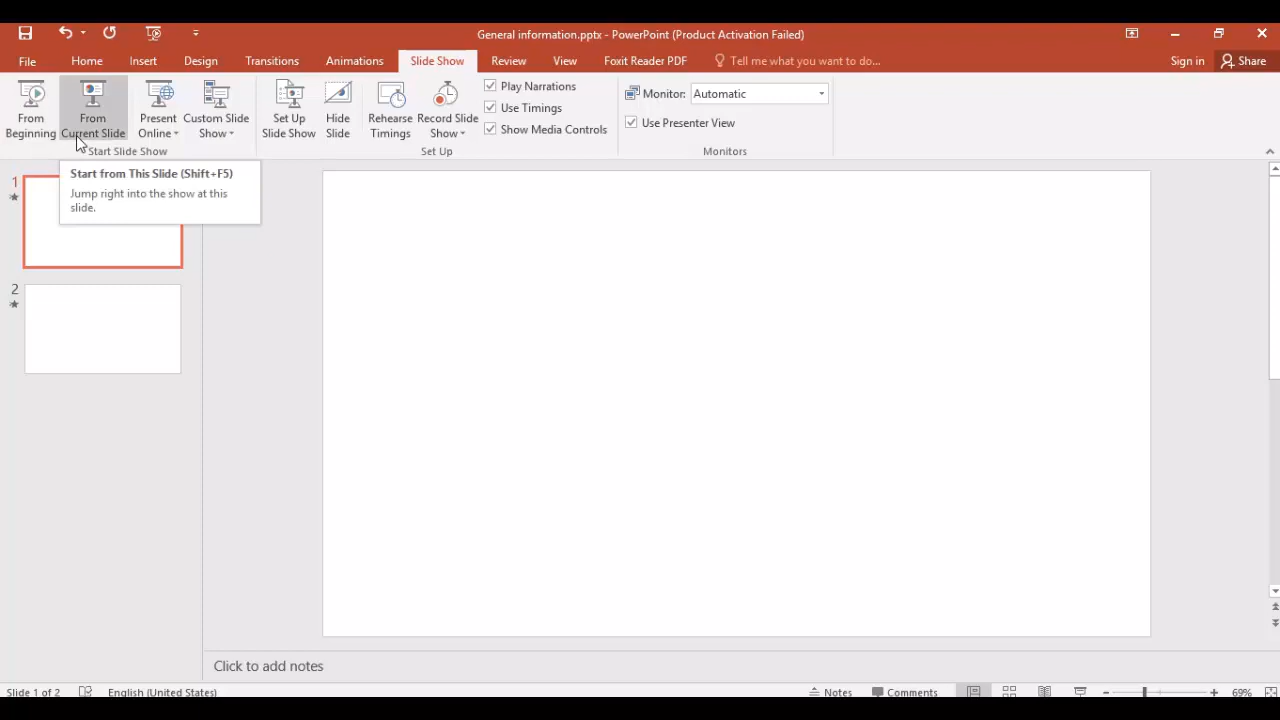 General information.pptx - PowerPoint (Product Activation Failed)
File Home Insert Design Transitions Animations Slide Show Review View Foxit Reader PDF Tell me what you want to do... Sign in Share
From Beginning
From Current Slide
Present Online
Custom Slide Show
Start Slide Show
Set Up Slide Show
Hide Slide
Rehearse Timings
Record Slide Show
Play Narrations
Use Timings
Show Media Controls
Set Up
Monitor: Automatic
Use Presenter View
Monitors
Start from This Slide (Shift+F5)
Jump right into the show at this
slide.
1
2
Click to add notes
Slide 1 of 2 English (United States) Notes Comments 69%